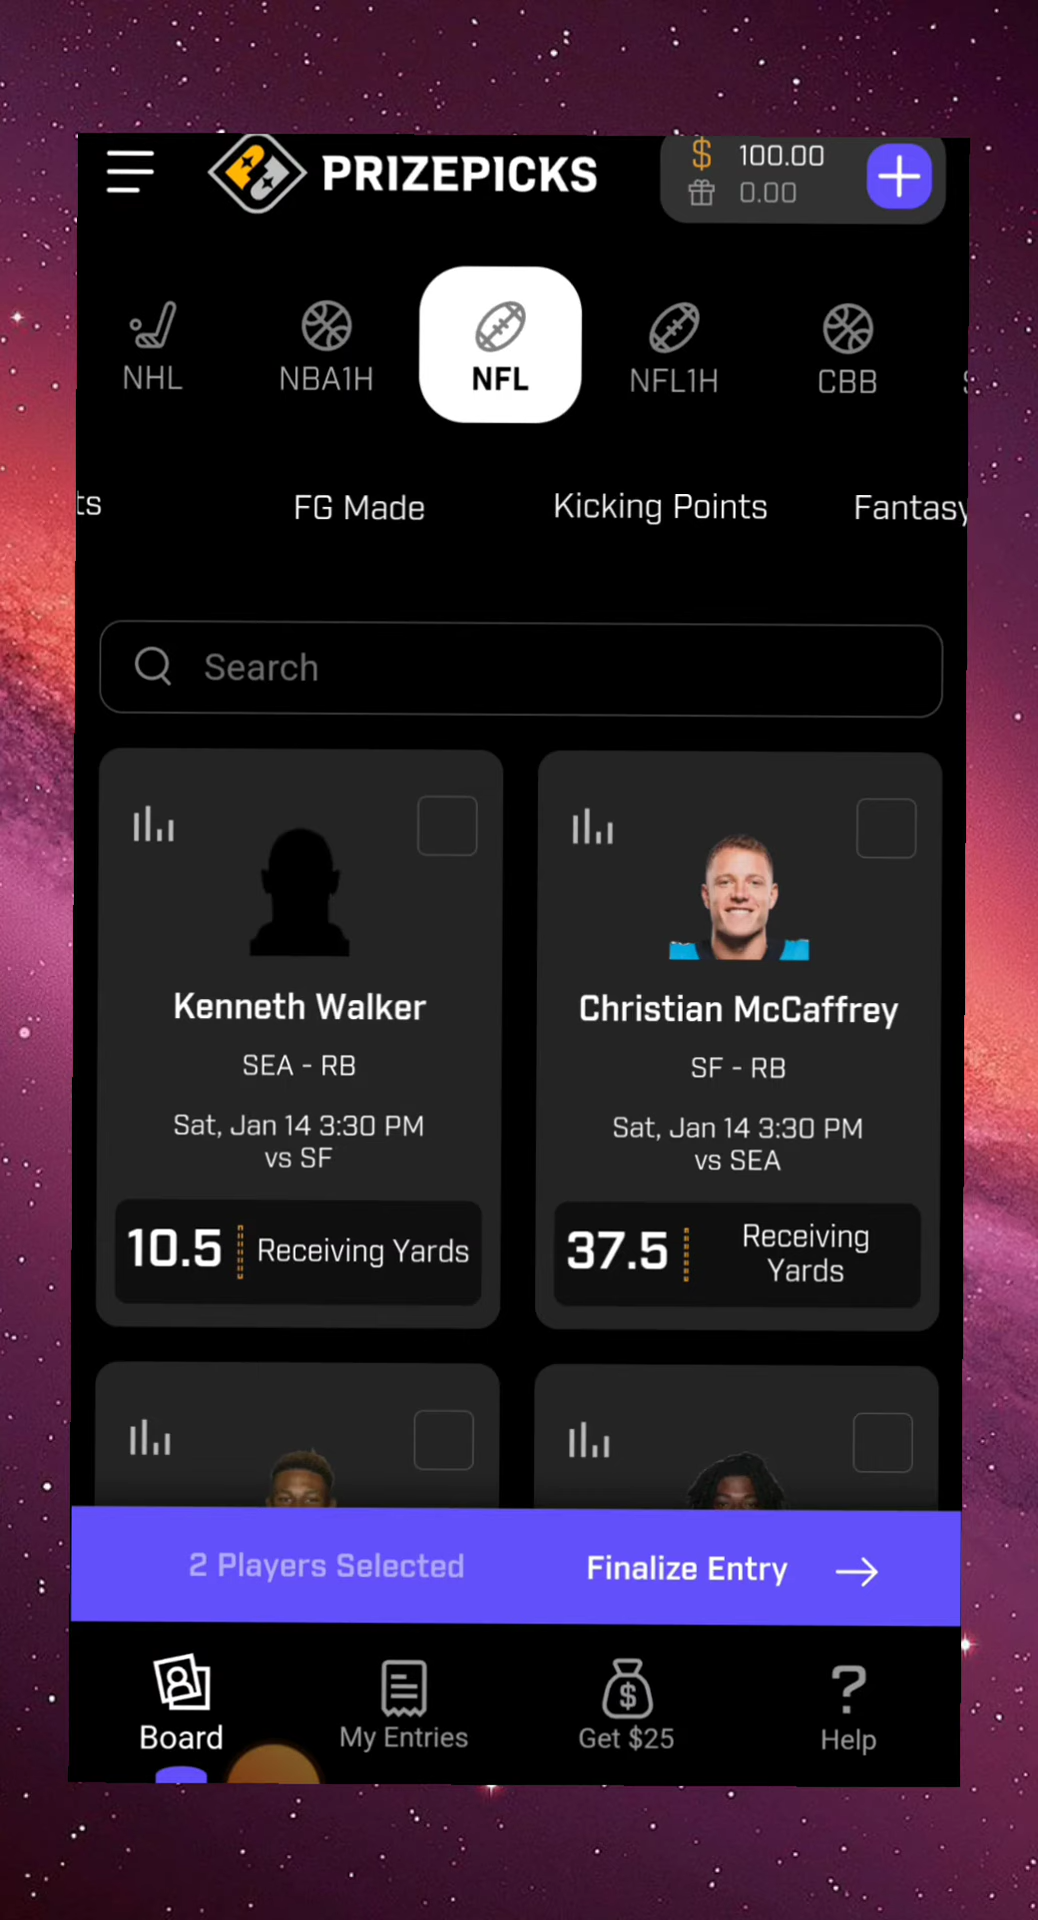 PRIZEPICKS
$ 100.00
0.00
NHL
NBA1H
NFL
NFL1H
CBB
ts
FG Made
Kicking Points
Fantasy
Search
Kenneth Walker
SEA - RB
Sat, Jan 14 3:30 PM
vs SF
10.5 Receiving Yards
Christian McCaffrey
SF - RB
Sat, Jan 14 3:30 PM
vs SEA
37.5 Receiving
Yards
2 Players Selected
Finalize Entry
Board
My Entries
Get $25
Help